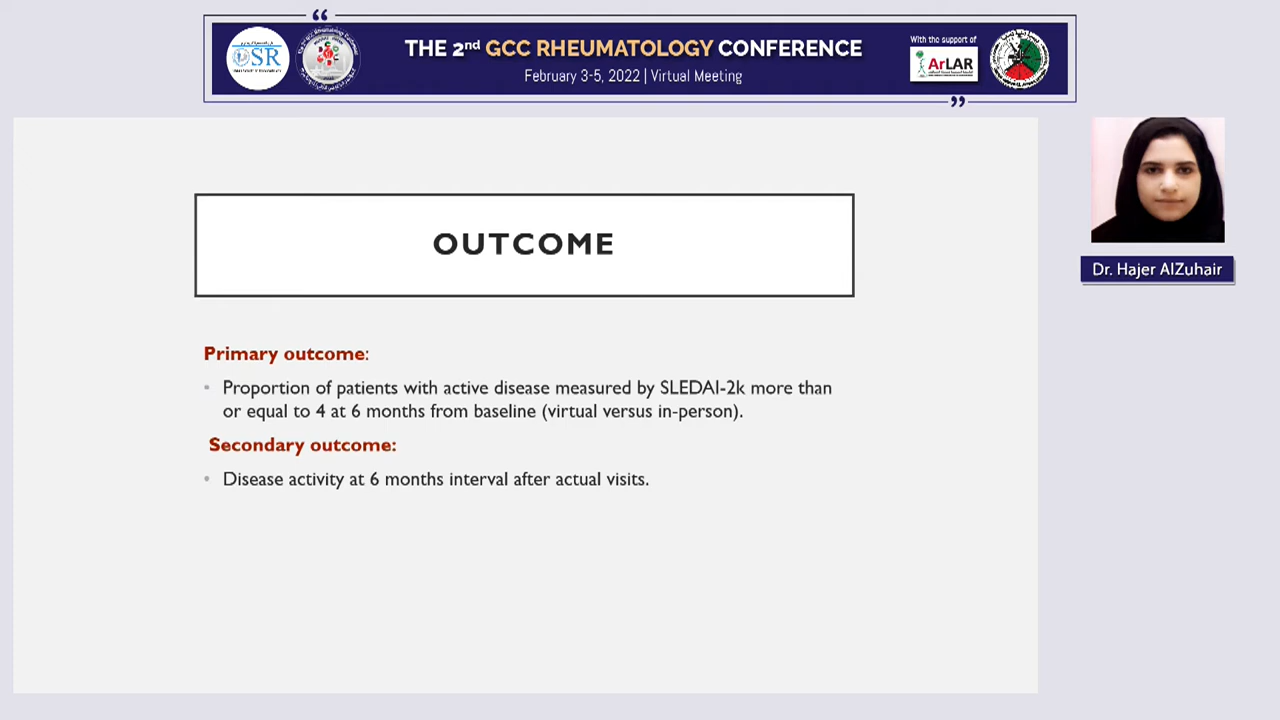 THE 2nd GCC RHEUMATOLOGY CONFERENCE
February 3-5, 2022 | Virtual Meeting
With the support of
OSR
ArLAR
Dr. Hajer AlZuhair
OUTCOME
Primary outcome:
• Proportion of patients with active disease measured by SLEDAI-2k more than
or equal to 4 at 6 months from baseline (virtual versus in-person).
Secondary outcome:
• Disease activity at 6 months interval after actual visits.